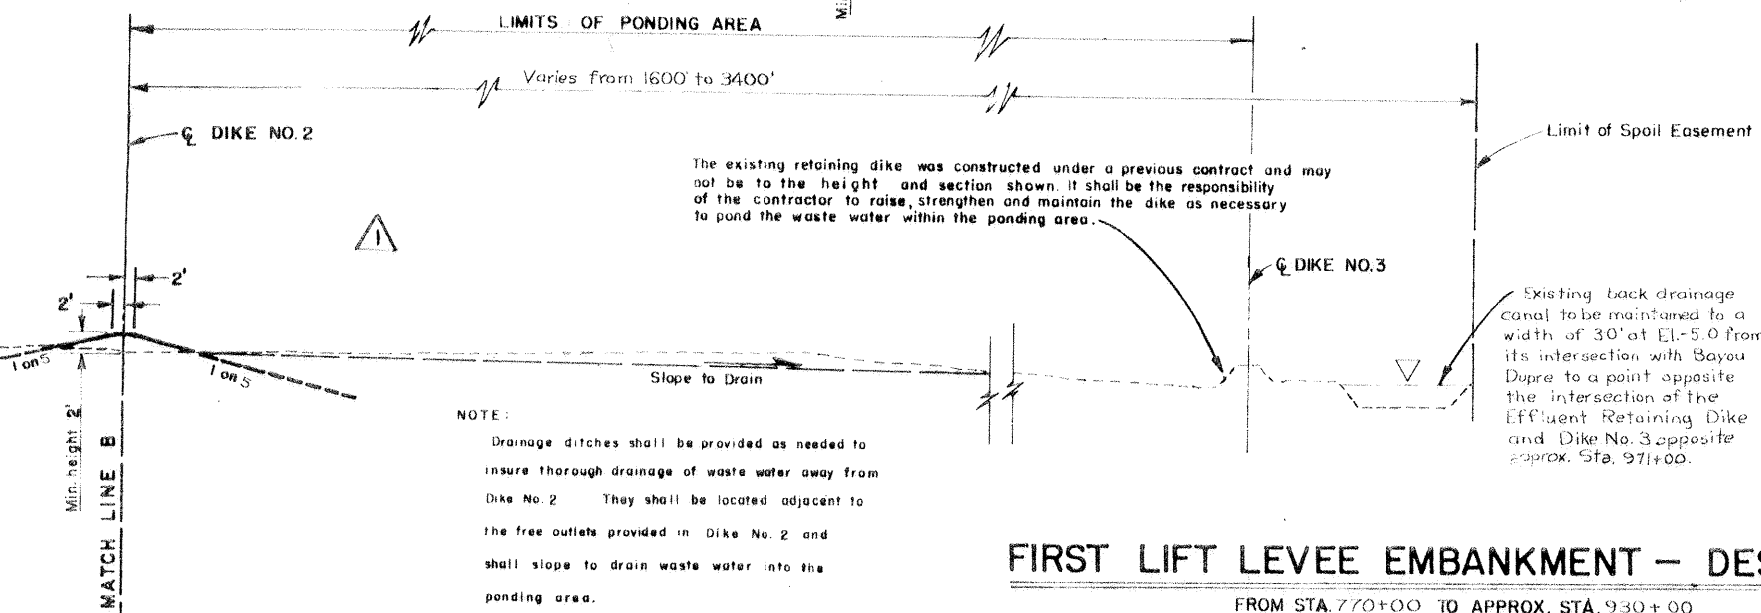 LIMITS OF PONDING AREA
Varies from 1600' to 3400'
℄ DIKE NO. 2
Limit of Spoil Easement
The existing retaining dike was constructed under a previous contract and may
not be to the height and section shown. It shall be the responsibility
of the contractor to raise, strengthen and maintain the dike as necessary
to pond the waste water within the ponding area.
1
℄ DIKE NO. 3
2'
2'
Existing back drainage
canal to be maintained to a
width of 30' at El.-5.0 from
its intersection with Bayou
Dupre to a point opposite
the intersection of the
Effluent Retaining Dike
and Dike No. 3 opposite
approx. Sta. 971+00.
1 on 5
1 on 5
Slope to Drain
Min. height 2'
MATCH LINE B
NOTE:
Drainage ditches shall be provided as needed to
insure thorough drainage of waste water away from
Dike No. 2 They shall be located adjacent to
the free outlets provided in Dike No. 2 and
shall slope to drain waste water into the
ponding area.
FIRST LIFT LEVEE EMBANKMENT — DES
FROM STA. 770+00 TO APPROX. STA. 930+00